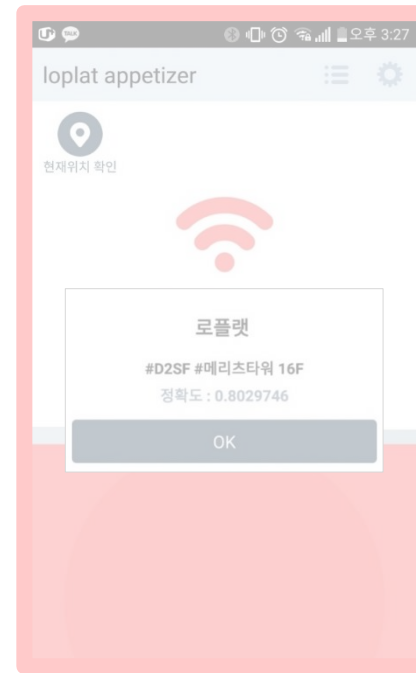 U+ TALK 오후 3:27
loplat appetizer
현재위치 확인
로플랫
#D2SF #메리츠타워 16F
정확도 : 0.8029746
OK